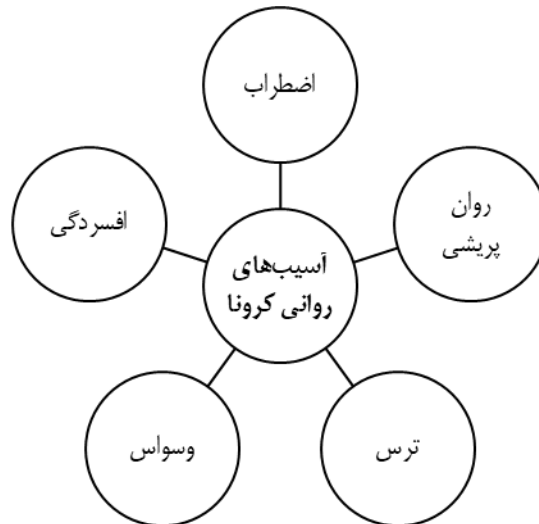 اضطراب
روان
پریشی
افسردگی
آسیب‌های
روانی کرونا
ترس
وسواس